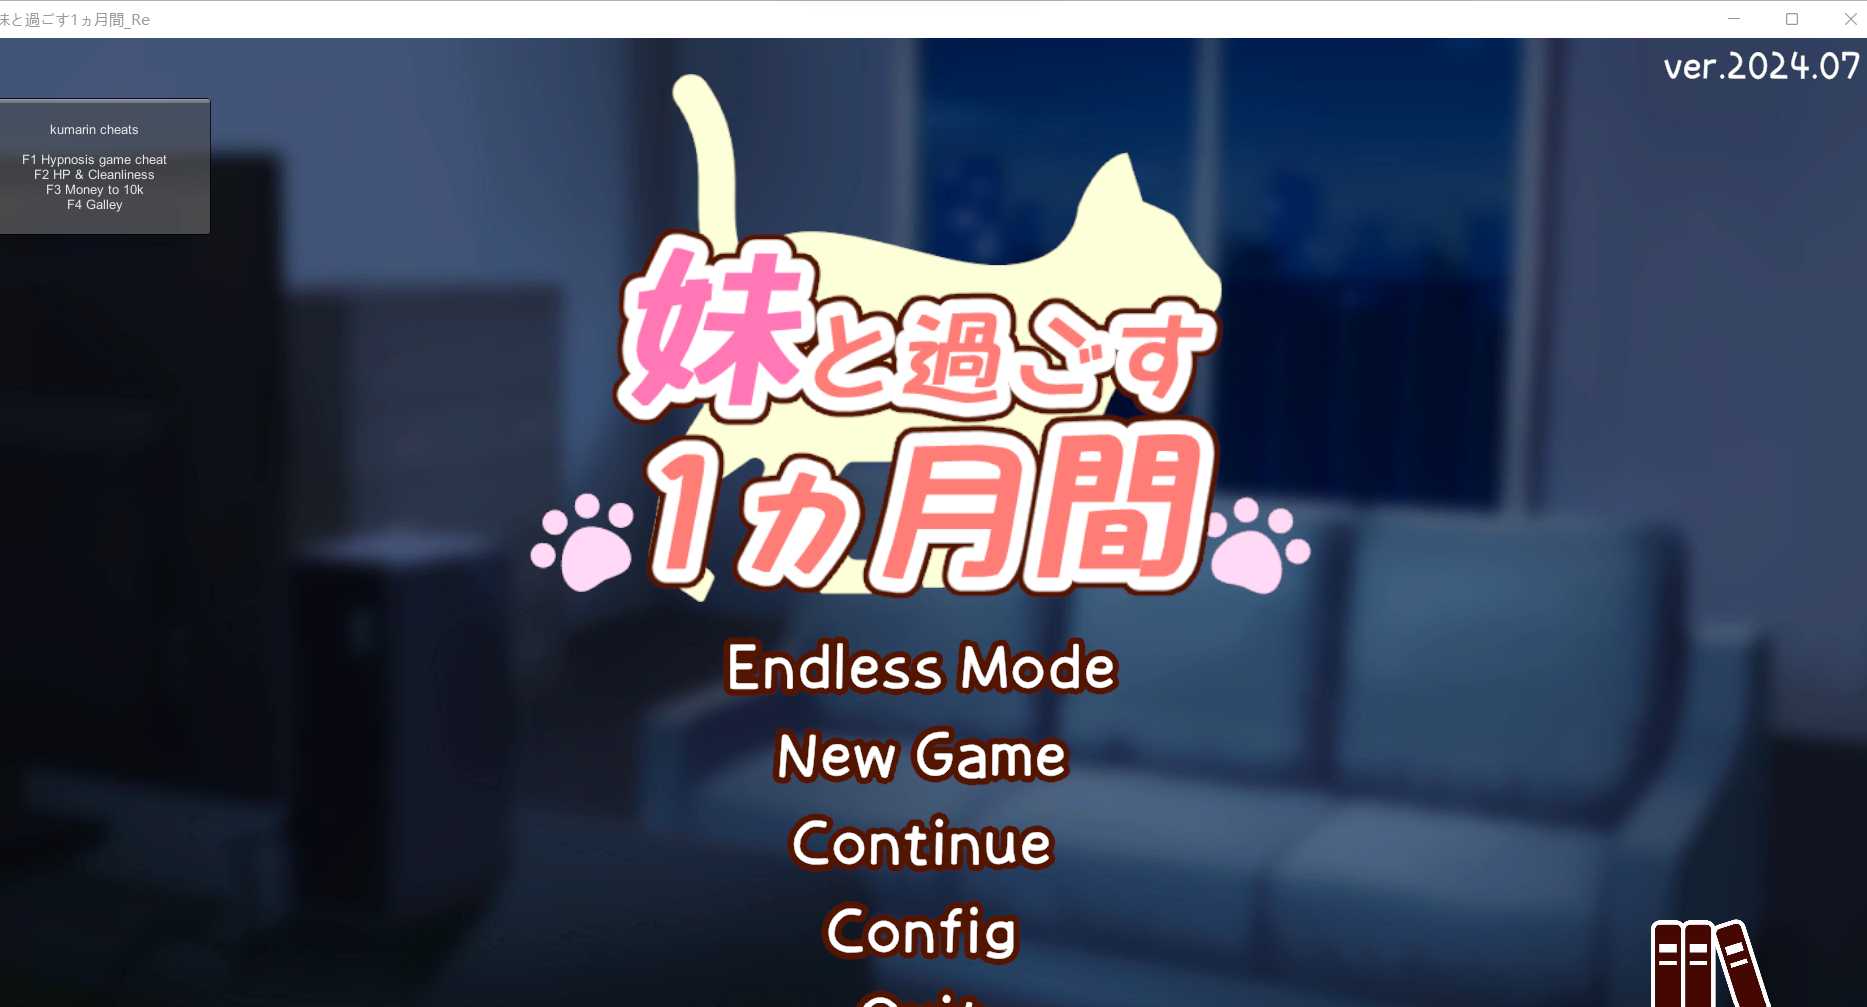 妹と過ごす1ヵ月間_Re
ver.2024.07
kumarin cheats
F1 Hypnosis game cheat
F2 HP & Cleanliness
F3 Money to 10k
F4 Galley
妹と過ごす
1ヵ月間
Endless Mode
New Game
Continue
Config
Quit